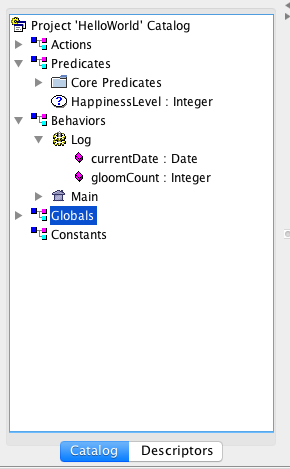 Project 'HelloWorld' Catalog
Actions
Predicates
Core Predicates
HappinessLevel : Integer
Behaviors
Log
currentDate : Date
gloomCount : Integer
Main
Globals
Constants
Catalog Descriptors